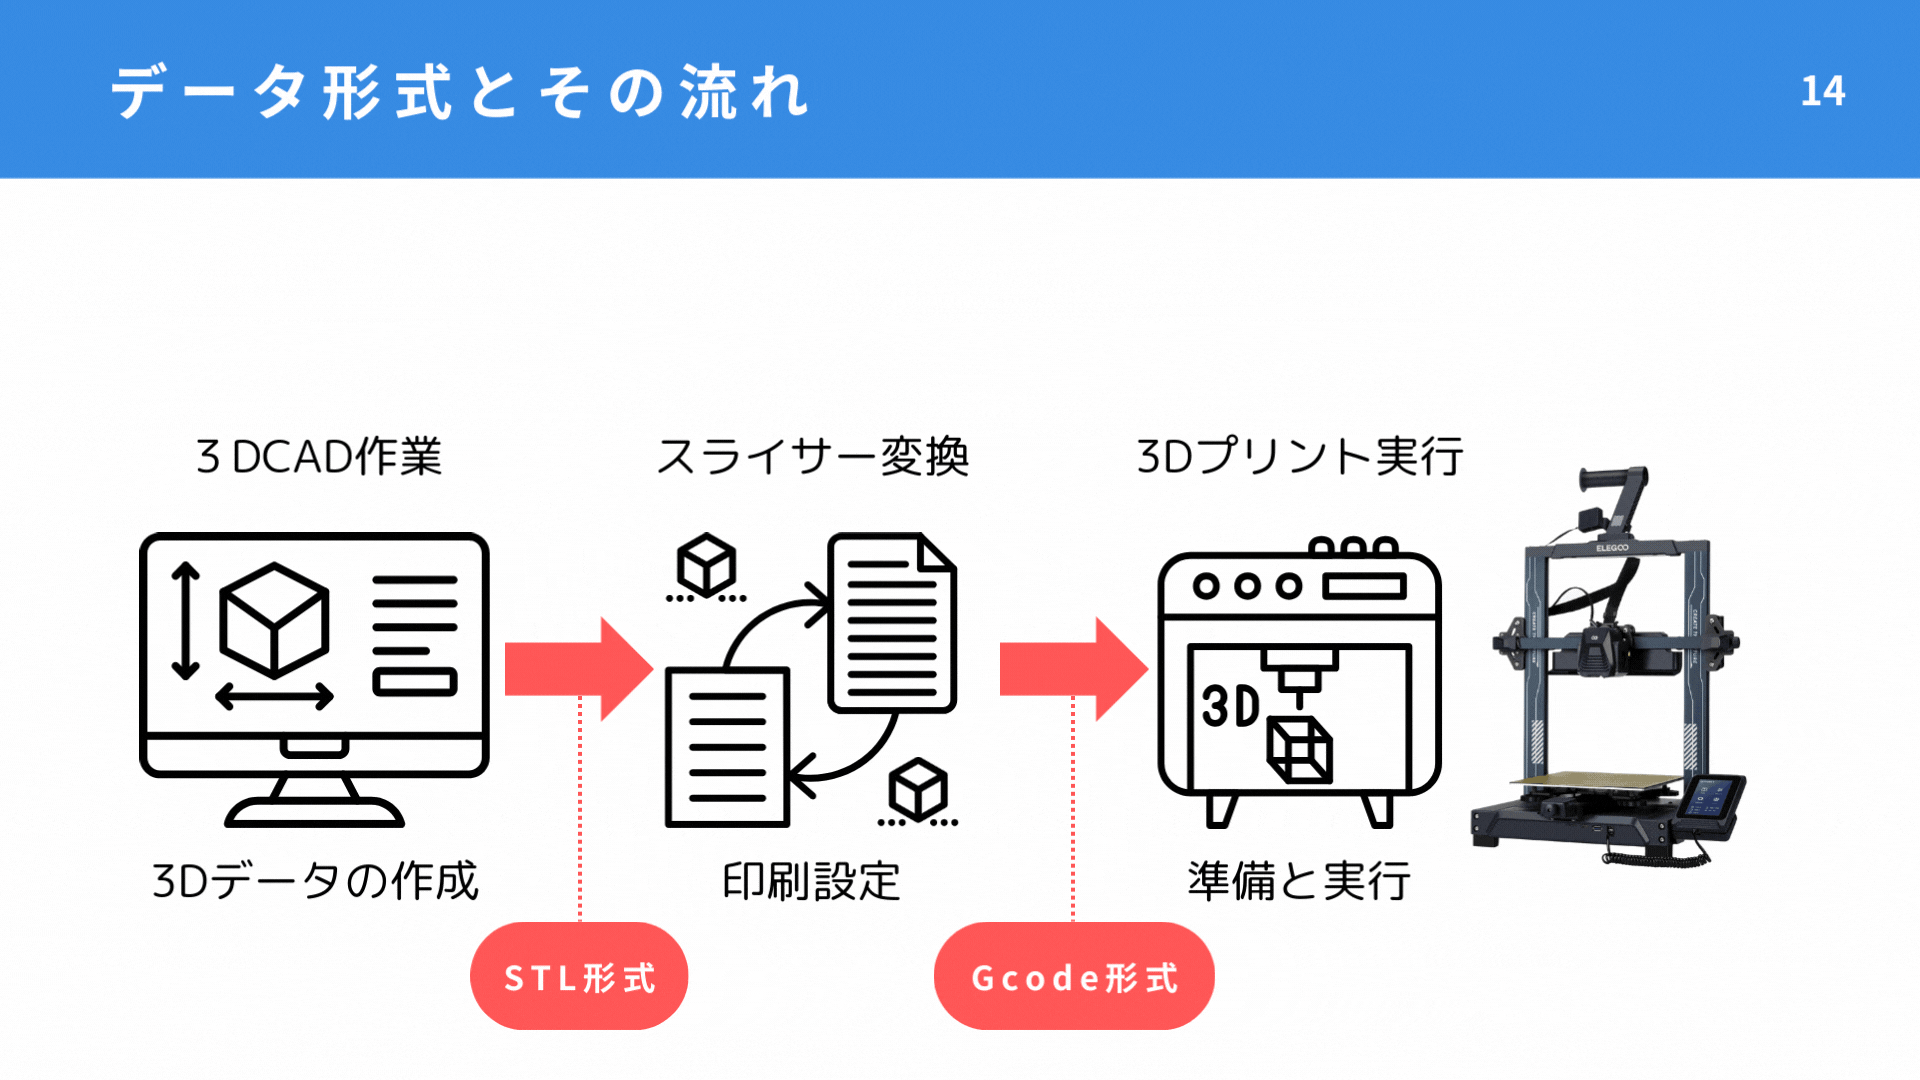 データ形式とその流れ
14
３DCAD作業
スライサー変換
3Dプリント実行
ELEGOO
3D
3Dデータの作成
印刷設定
準備と実行
STL形式
Gcode形式